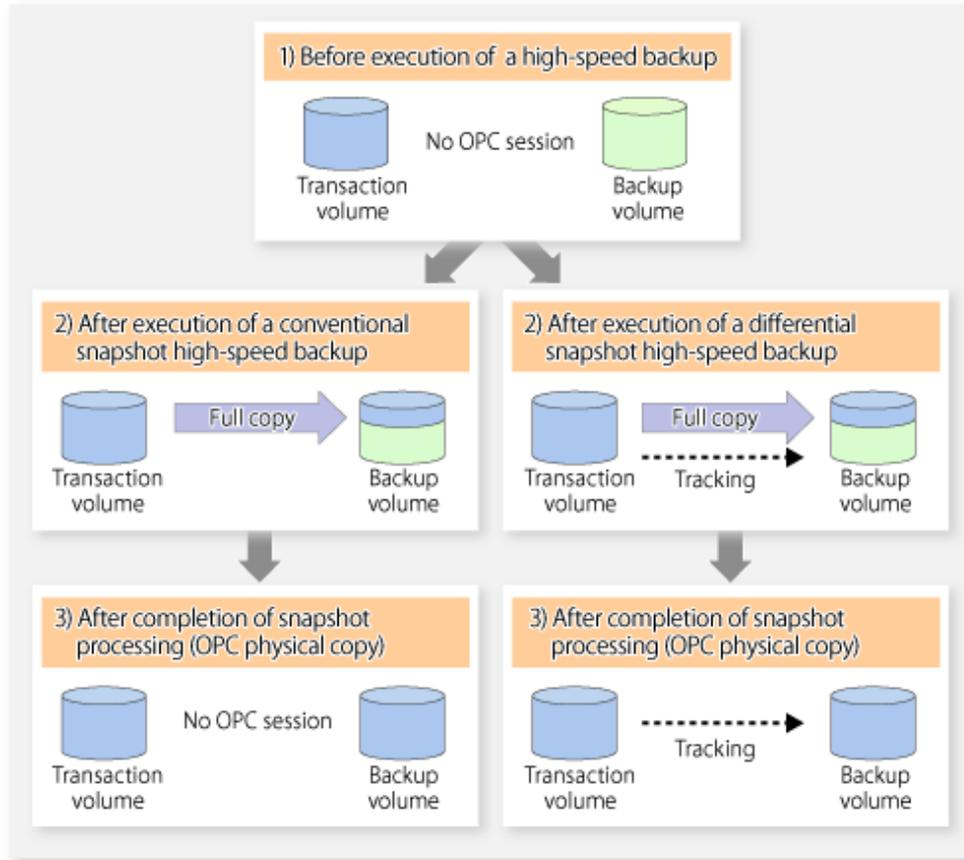 1) Before execution of a high-speed backup
No OPC session
Transaction
volume
Backup
volume
2) After execution of a conventional
snapshot high-speed backup
Full copy
Transaction
volume
Backup
volume
2) After execution of a differential
snapshot high-speed backup
Full copy
Tracking
Transaction
volume
Backup
volume
3) After completion of snapshot
processing (OPC physical copy)
No OPC session
Transaction
volume
Backup
volume
3) After completion of snapshot
processing (OPC physical copy)
Tracking
Transaction
volume
Backup
volume